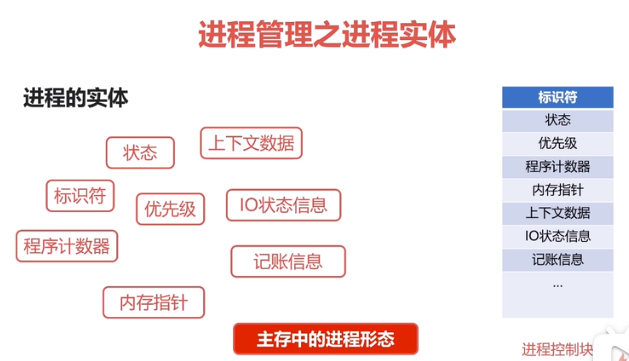 进程管理之进程实体
进程的实体
状态
上下文数据
标识符
优先级
IO状态信息
程序计数器
记账信息
内存指针
主存中的进程形态
标识符
状态
优先级
程序计数器
内存指针
上下文数据
IO状态信息
记账信息
...
进程控制块